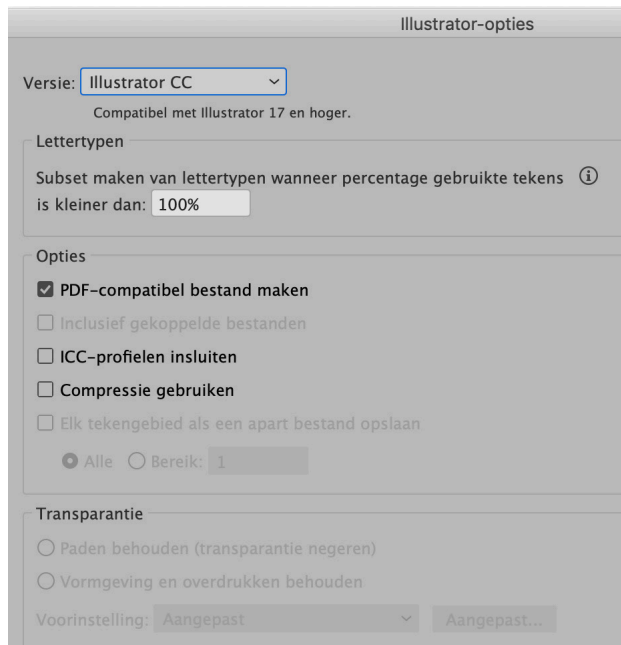 Illustrator-opties
Versie: Illustrator CC
Compatibel met Illustrator 17 en hoger.
Lettertypen
Subset maken van lettertypen wanneer percentage gebruikte tekens
is kleiner dan: 100%
Opties
PDF-compatibel bestand maken
Inclusief gekoppelde bestanden
ICC-profielen insluiten
Compressie gebruiken
Elk tekengebied als een apart bestand opslaan
Alle Bereik: 1
Transparantie
Paden behouden (transparantie negeren)
Vormgeving en overdrukken behouden
Voorinstelling: Aangepast Aangepast...